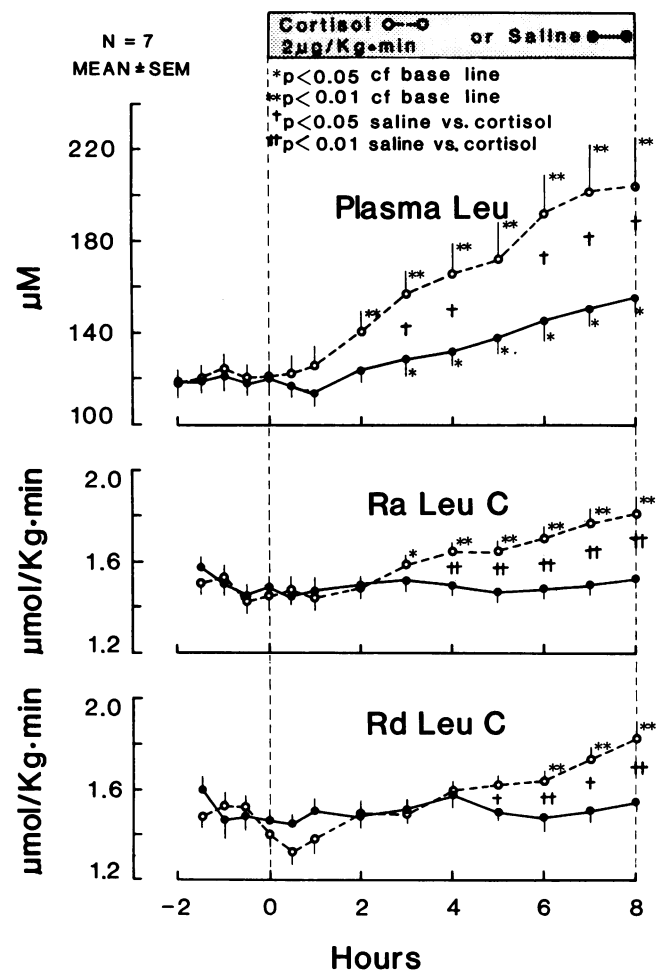 N = 7
MEAN ± SEM
Cortisol
2µg/Kg•min
or Saline
*p<0.05 cf base line
**p<0.01 cf base line
†p<0.05 saline vs. cortisol
††p<0.01 saline vs. cortisol
Plasma Leu
µM
220
180
140
100
** ** ** ** ** ** **
† † † † †
* * * * * *
Ra Leu C
µmol/Kg•min
2.0
1.6
1.2
* ** ** ** ** **
†† †† †† †† ††
Rd Leu C
µmol/Kg•min
2.0
1.6
1.2
** ** **
† †† † ††
-2 0 2 4 6 8
Hours